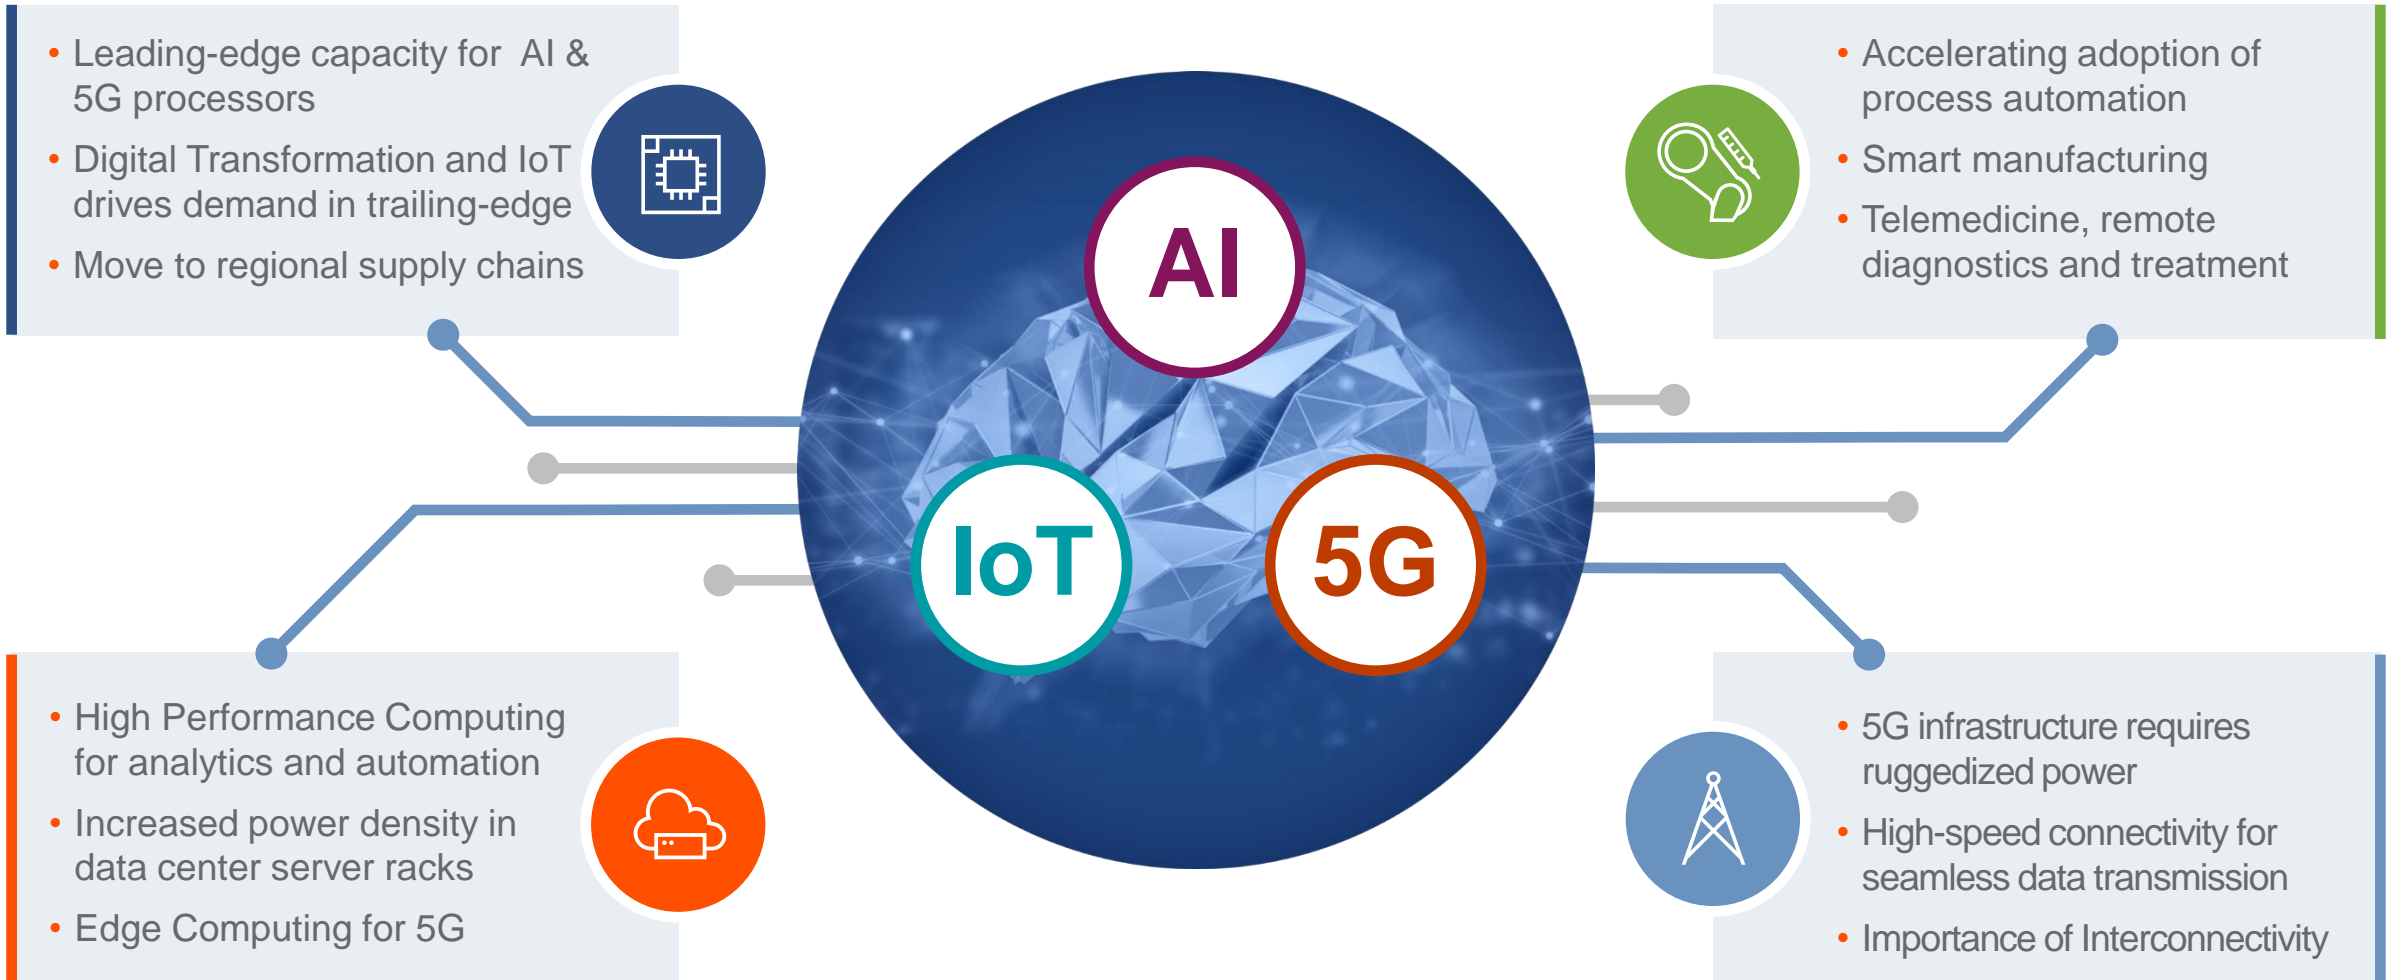 • Leading-edge capacity for  AI &
5G processors
• Digital Transformation and IoT
drives demand in trailing-edge
• Move to regional supply chains
• Accelerating adoption of
process automation
• Smart manufacturing
• Telemedicine, remote
diagnostics and treatment
AI
IoT
5G
• High Performance Computing
for analytics and automation
• Increased power density in
data center server racks
• Edge Computing for 5G
• 5G infrastructure requires
ruggedized power
• High-speed connectivity for
seamless data transmission
• Importance of Interconnectivity